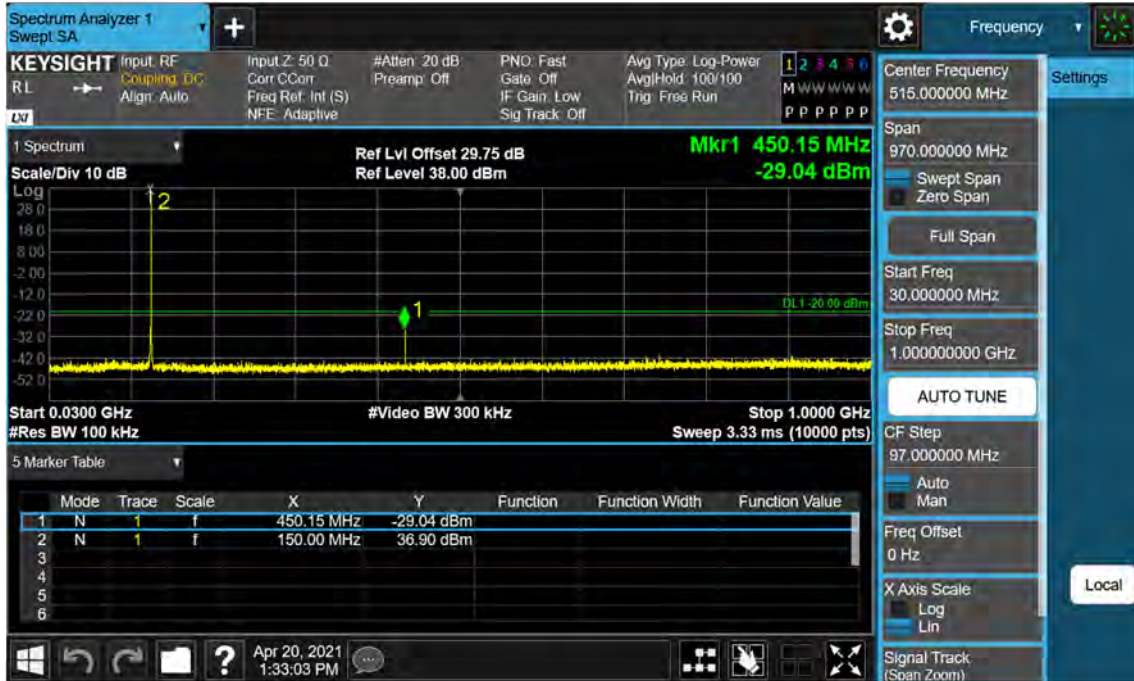 Spectrum Analyzer 1
Swept SA
+
Frequency
KEYSIGHT
RL
LXI
Input: RF
Coupling: DC
Align: Auto
Input Z: 50 Ω
Corr CCorr
Freq Ref: Int (S)
NFE: Adaptive
#Atten: 20 dB
Preamp: Off
PNO: Fast
Gate: Off
IF Gain: Low
Sig Track: Off
Avg Type: Log-Power
Avg|Hold: 100/100
Trig: Free Run
1 2 3 4 5 6
M W W W W W
P P P P P P
1 Spectrum
Scale/Div 10 dB
Ref Lvl Offset 29.75 dB
Ref Level 38.00 dBm
Mkr1 450.15 MHz
-29.04 dBm
Log
28.0
18.0
8.00
-2.00
-12.0
-22.0
-32.0
-42.0
-52.0
2
1
DL1 -20.00 dBm
Start 0.0300 GHz
#Res BW 100 kHz
#Video BW 300 kHz
Stop 1.0000 GHz
Sweep 3.33 ms (10000 pts)
5 Marker Table
Mode Trace Scale X Y Function Function Width Function Value
1 N 1 f 450.15 MHz -29.04 dBm
2 N 1 f 150.00 MHz 36.90 dBm
3
4
5
6
?
Apr 20, 2021
1:33:03 PM
Center Frequency
515.000000 MHz
Span
970.000000 MHz
Swept Span
Zero Span
Full Span
Start Freq
30.000000 MHz
Stop Freq
1.000000000 GHz
AUTO TUNE
CF Step
97.000000 MHz
Auto
Man
Freq Offset
0 Hz
X Axis Scale
Log
Lin
Signal Track
(Span Zoom)
Settings
Local